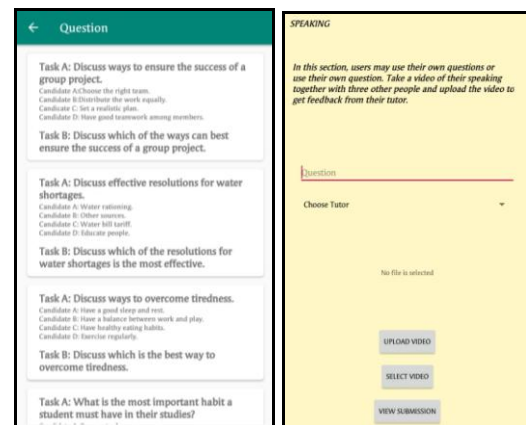 Question
Task A: Discuss ways to ensure the success of a
group project.
Candidate A:Choose the right team.
Candidate B:Distribute the work equally.
Candicate C: Set a realistic plan.
Candidate D: Have good teamwork among members.
Task B: Discuss which of the ways can best
ensure the success of a group project.
Task A: Discuss effective resolutions for water
shortages.
Candidate A: Water rationing.
Candidate B: Other sources.
Candidate C: Water bill tariff.
Candidate D: Educate people.
Task B: Discuss which of the resolutions for
water shortages is the most effective.
Task A: Discuss ways to overcome tiredness.
Candidate A: Have a good sleep and rest.
Candidate B: Have a balance between work and play.
Candidate C: Have healthy eating habits.
Candidate D: Exercise regularly.
Task B: Discuss which is the best way to
overcome tiredness.
Task A: What is the most important habit a
student must have in their studies?
SPEAKING
In this section, users may use their own questions or
use their own question. Take a video of their speaking
together with three other people and upload the video to
get feedback from their tutor.
Question
Choose Tutor
No file is selected
UPLOAD VIDEO
SELECT VIDEO
VIEW SUBMISSION